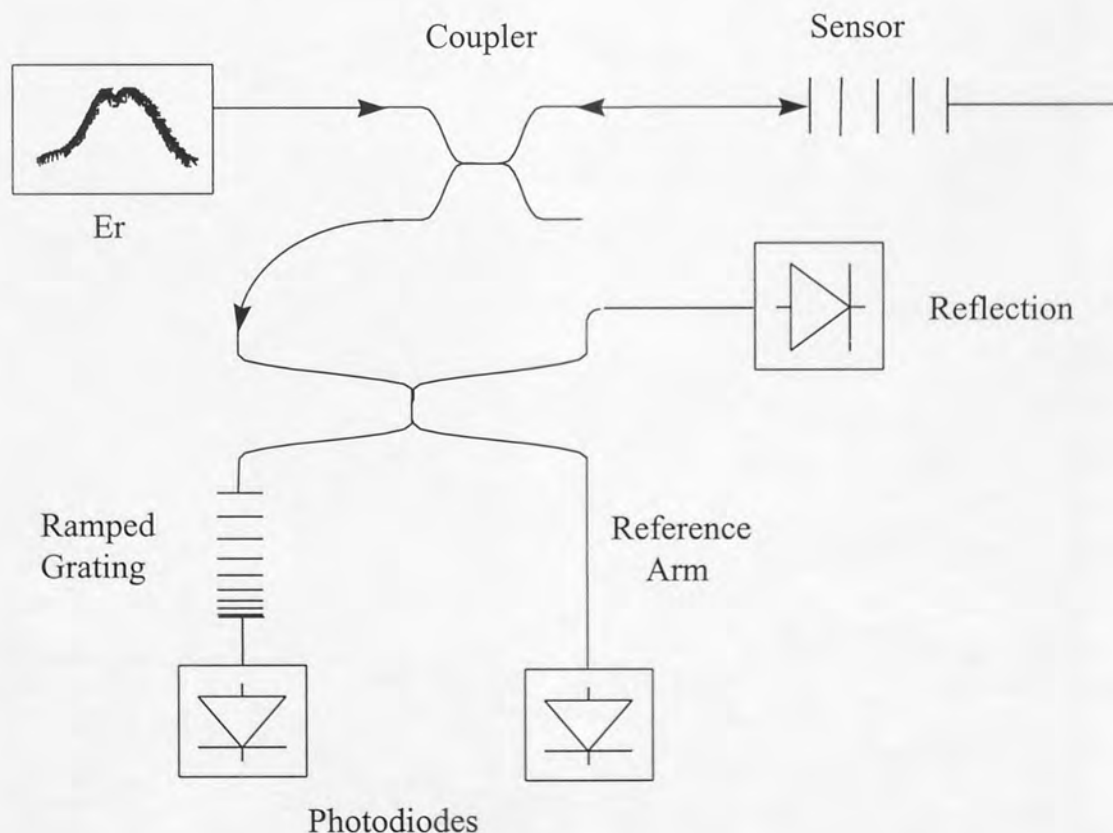 Coupler
Sensor
Er
Reflection
Ramped
Grating
Reference
Arm
Photodiodes